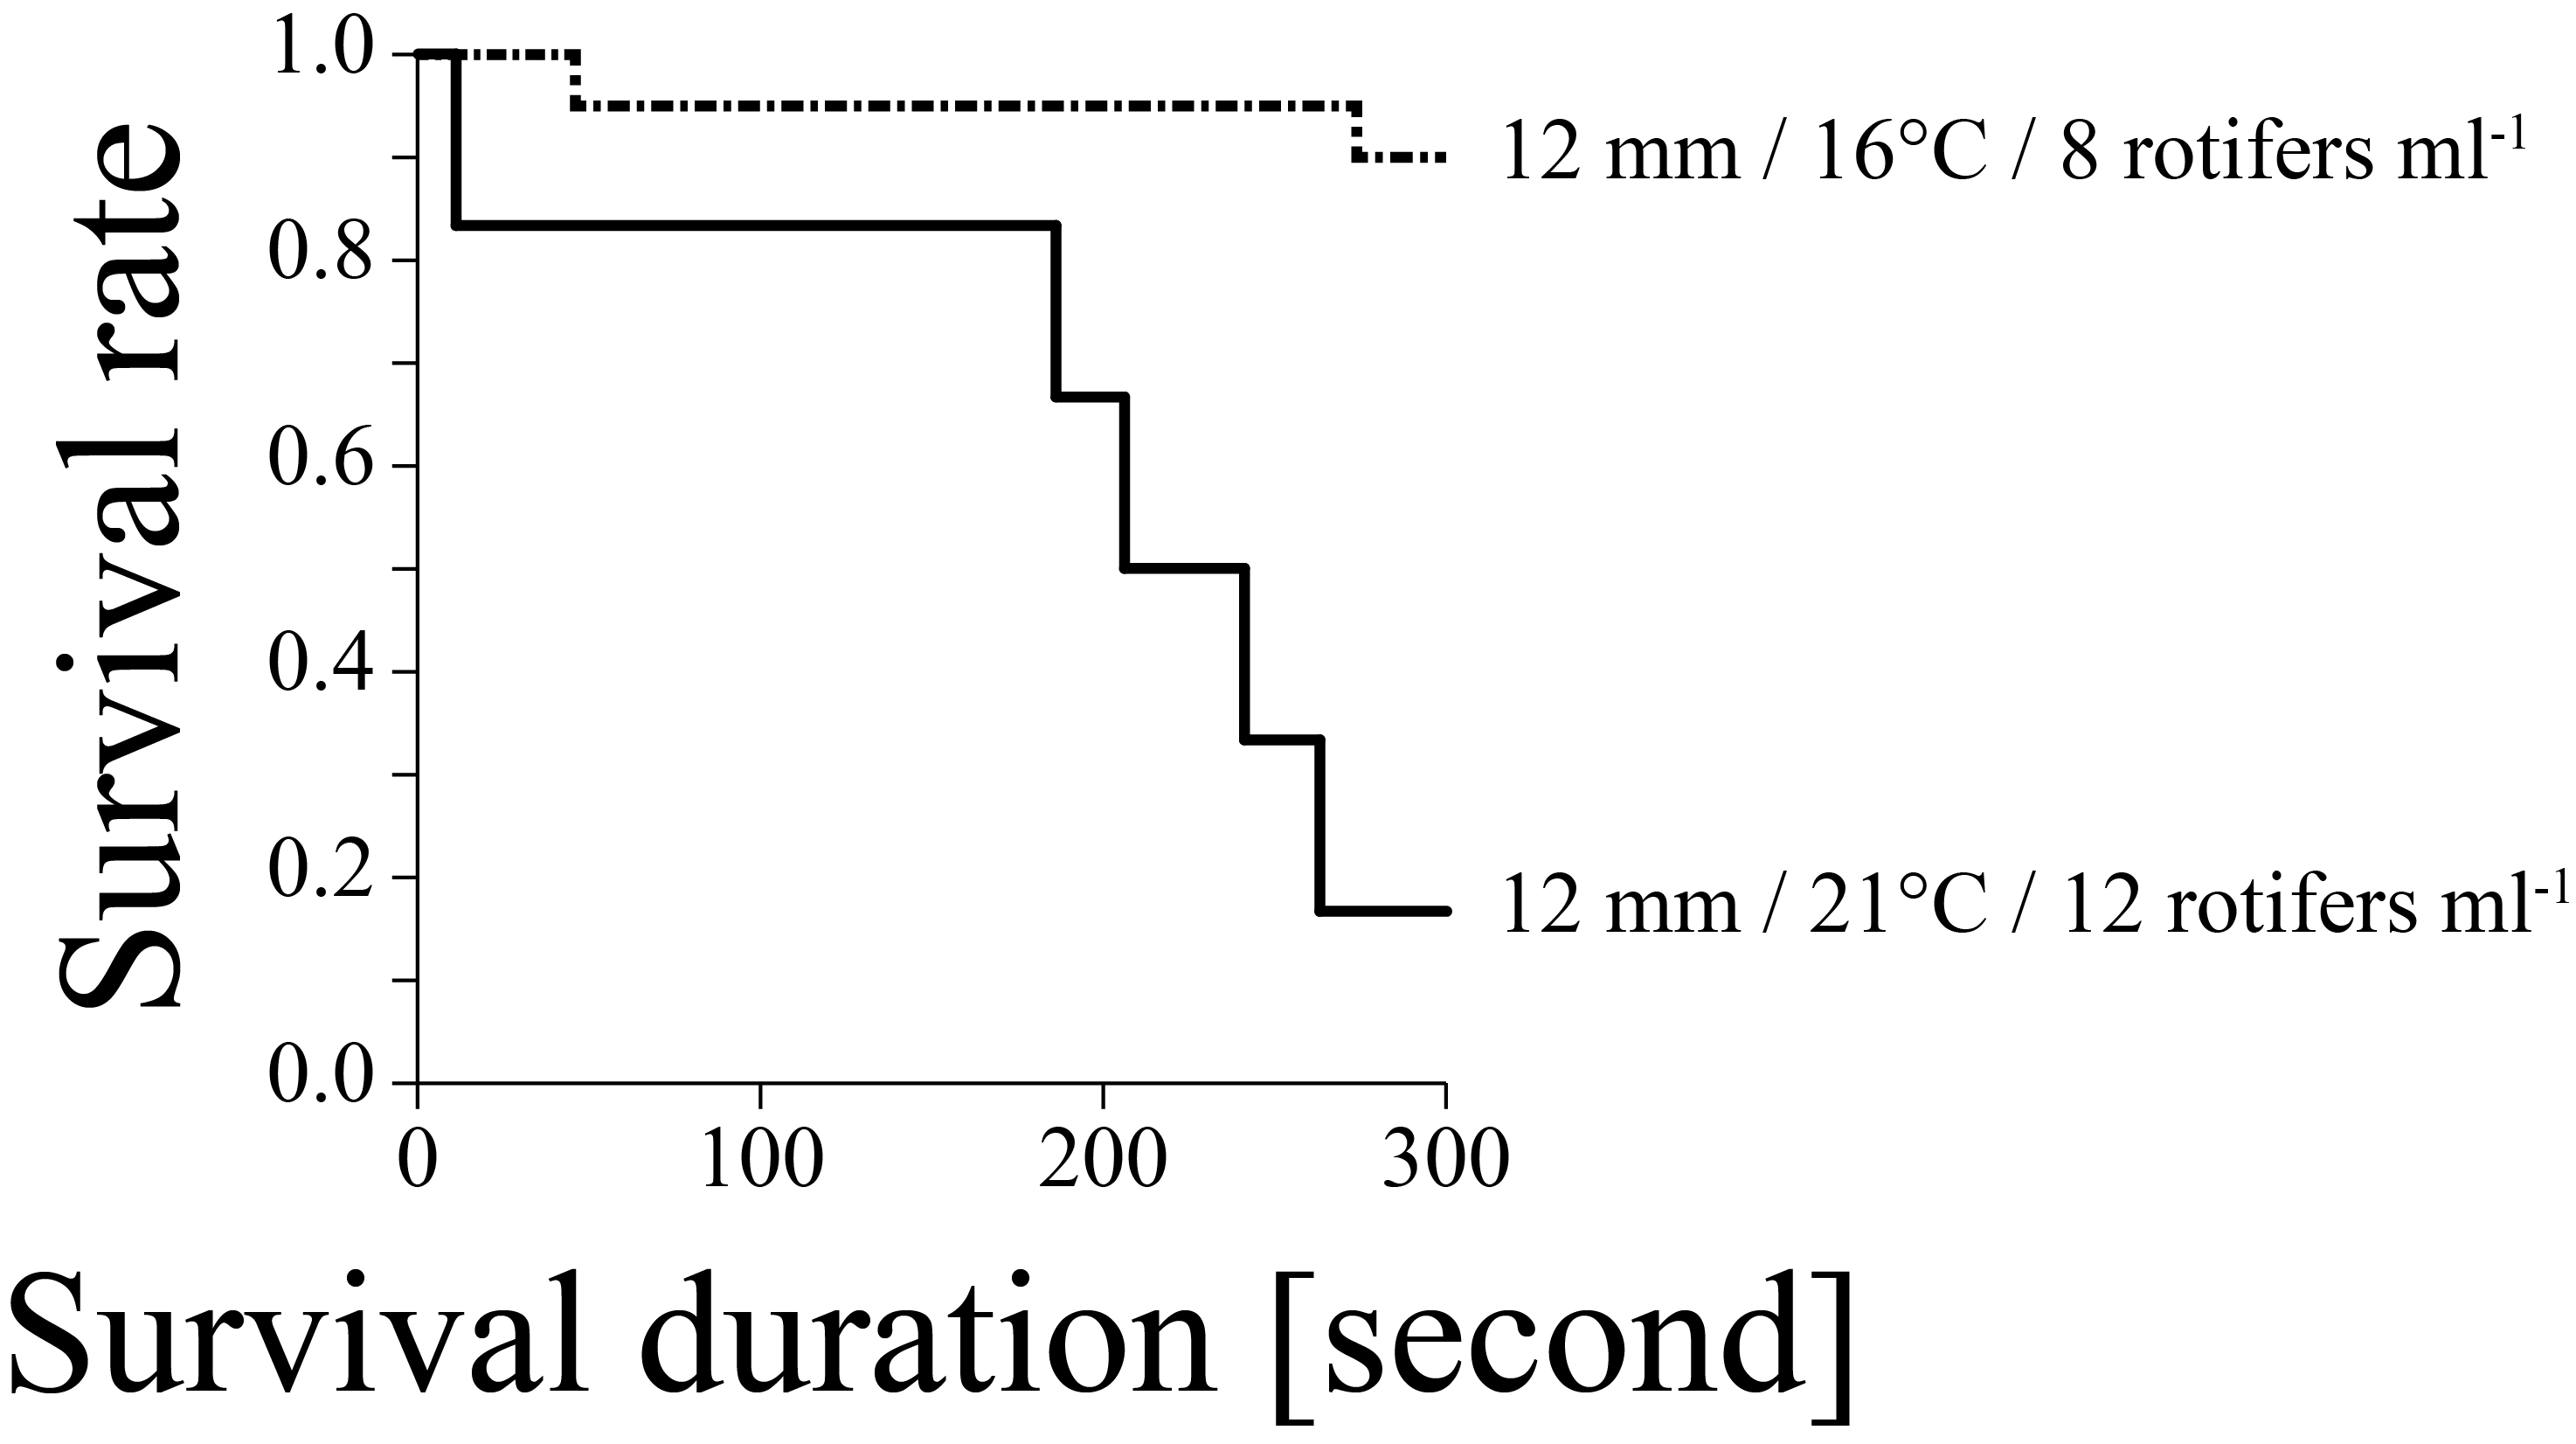 Survival rate
1.0
0.8
0.6
0.4
0.2
0.0
0 100 200 300
12 mm / 16°C / 8 rotifers ml-1
12 mm / 21°C / 12 rotifers ml-1
Survival duration [second]